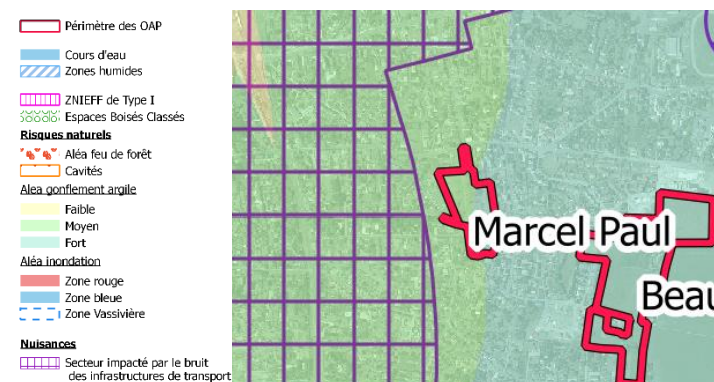 Périmètre des OAP
Cours d'eau
Zones humides
ZNIEFF de Type I
Espaces Boisés Classés
Risques naturels
Aléa feu de forêt
Cavités
Alea gonflement argile
Faible
Moyen
Fort
Aléa inondation
Zone rouge
Zone bleue
Zone Vassivière
Nuisances
Secteur impacté par le bruit
des infrastructures de transport
Marcel Paul
Beau